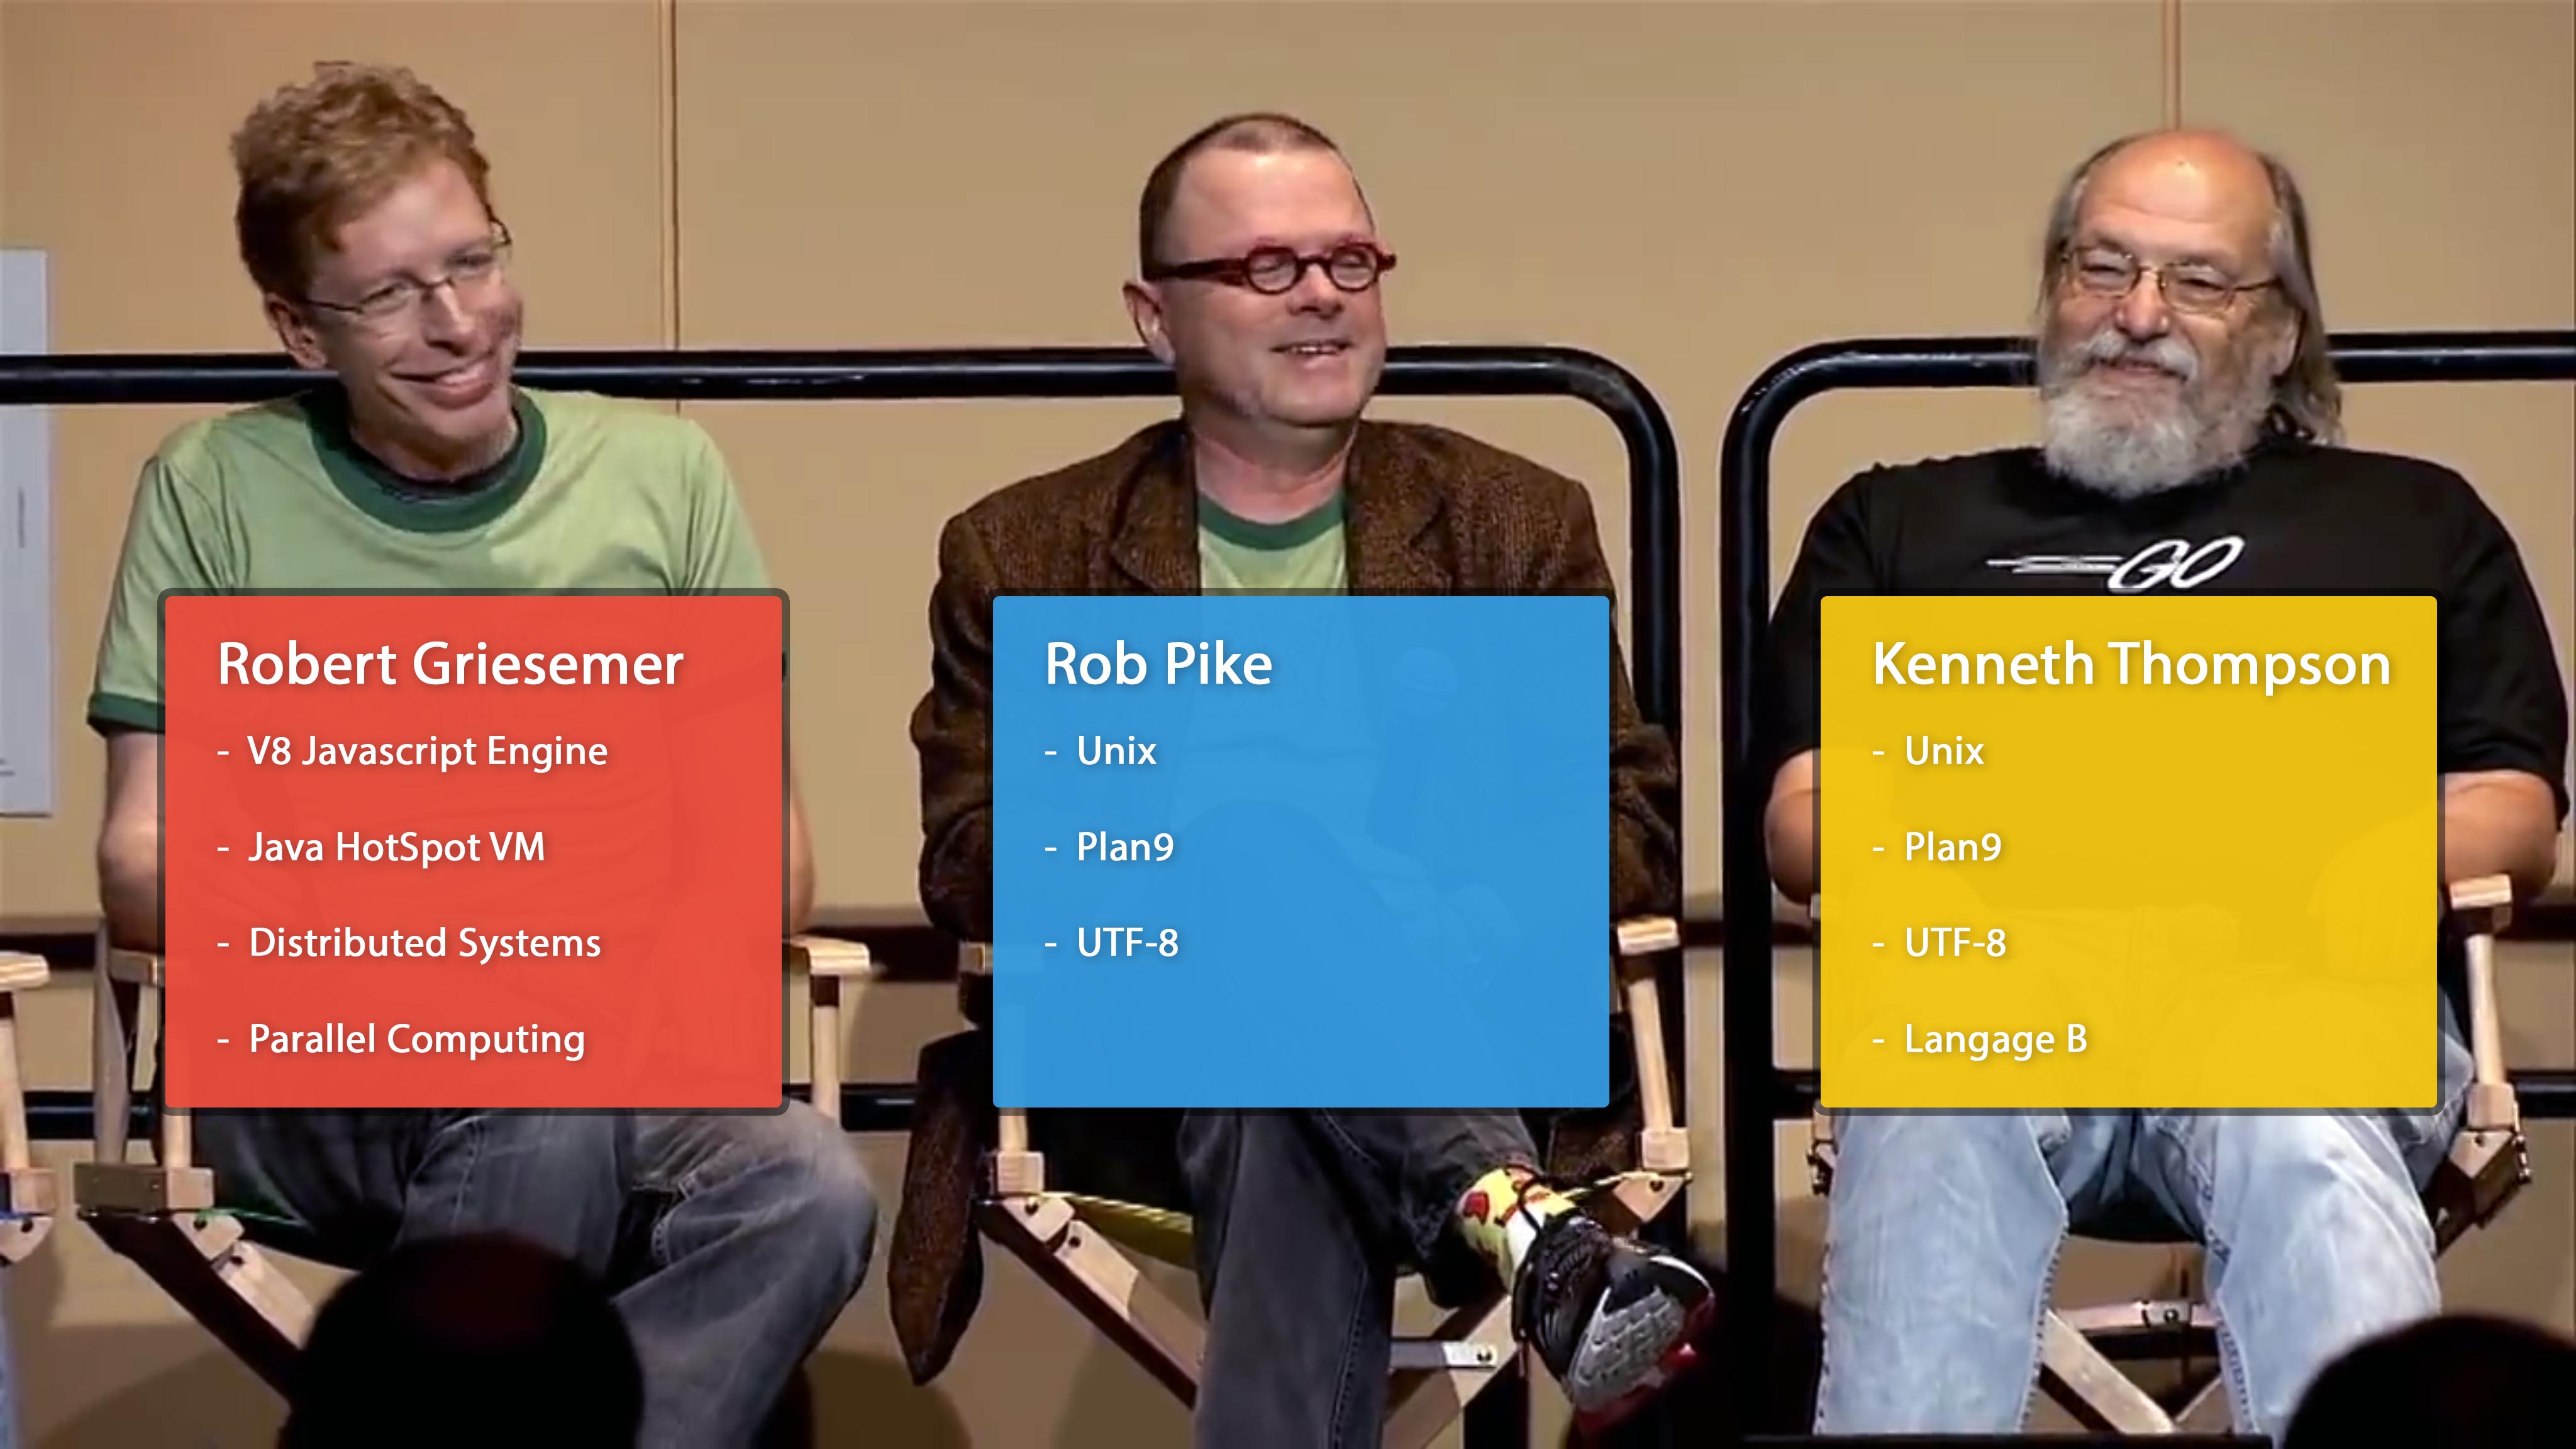 GO
Robert Griesemer
- V8 Javascript Engine
- Java HotSpot VM
- Distributed Systems
- Parallel Computing
Rob Pike
- Unix
- Plan9
- UTF-8
Kenneth Thompson
- Unix
- Plan9
- UTF-8
- Langage B